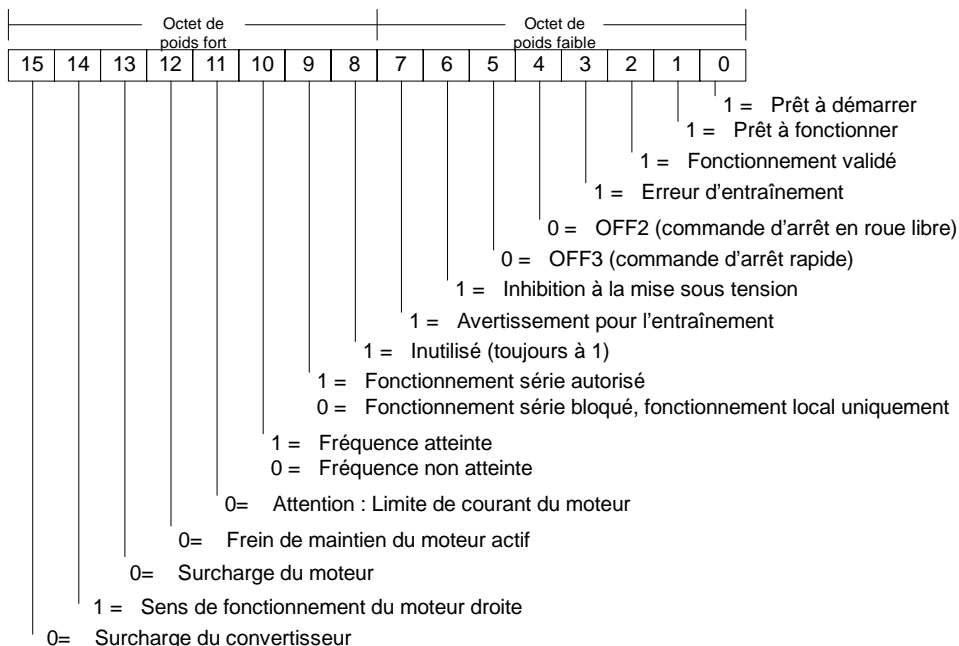 Octet de
poids fort
Octet de
poids faible
15 14 13 12 11 10 9 8 7 6 5 4 3 2 1 0
1 = Prêt à démarrer
1 = Prêt à fonctionner
1 = Fonctionnement validé
1 = Erreur d'entraînement
0 = OFF2 (commande d'arrêt en roue libre)
0 = OFF3 (commande d'arrêt rapide)
1 = Inhibition à la mise sous tension
1 = Avertissement pour l'entraînement
1 = Inutilisé (toujours à 1)
1 = Fonctionnement série autorisé
0 = Fonctionnement série bloqué, fonctionnement local uniquement
1 = Fréquence atteinte
0 = Fréquence non atteinte
0= Attention : Limite de courant du moteur
0= Frein de maintien du moteur actif
0= Surcharge du moteur
1 = Sens de fonctionnement du moteur droite
0= Surcharge du convertisseur